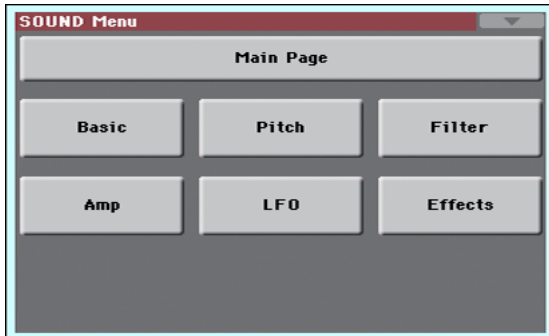 SOUND Menu
Main Page
Basic Pitch Filter
Amp LFO Effects